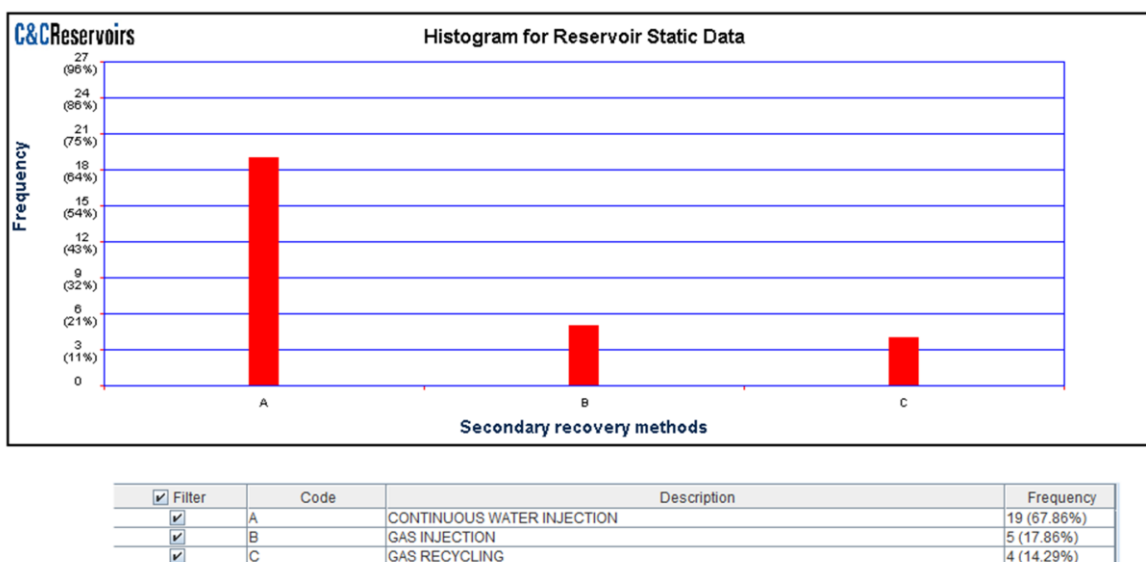 C&CReservoirs
Histogram for Reservoir Static Data
Frequency
27
(96%)
24
(86%)
21
(75%)
18
(64%)
15
(54%)
12
(43%)
9
(32%)
6
(21%)
3
(11%)
0
A B C
Secondary recovery methods
Filter Code Description Frequency
A CONTINUOUS WATER INJECTION 19 (67.86%)
B GAS INJECTION 5 (17.86%)
C GAS RECYCLING 4 (14.29%)